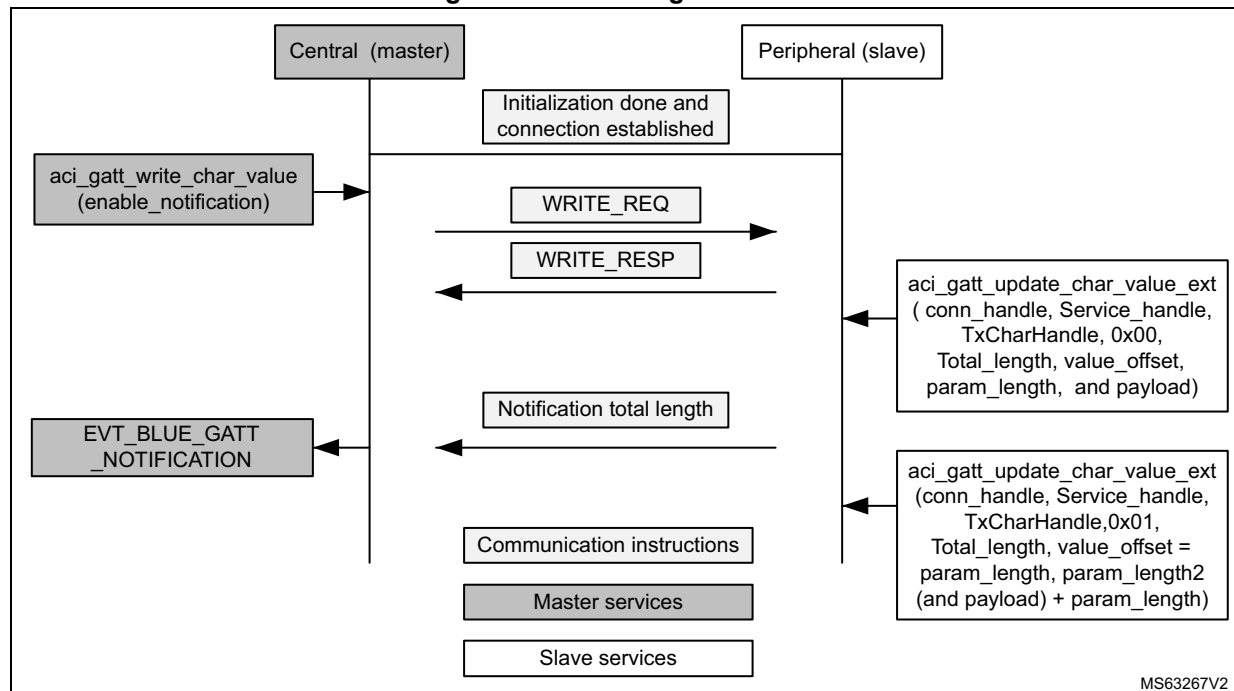 Central (master)
Peripheral (slave)
Initialization done and
connection established
aci_gatt_write_char_value
(enable_notification)
WRITE_REQ
WRITE_RESP
aci_gatt_update_char_value_ext
( conn_handle, Service_handle,
TxCharHandle, 0x00,
Total_length, value_offset,
param_length, and payload)
Notification total length
EVT_BLUE_GATT
_NOTIFICATION
aci_gatt_update_char_value_ext
(conn_handle, Service_handle,
TxCharHandle,0x01,
Total_length, value_offset =
param_length, param_length2
(and payload) + param_length)
Communication instructions
Master services
Slave services
MS63267V2